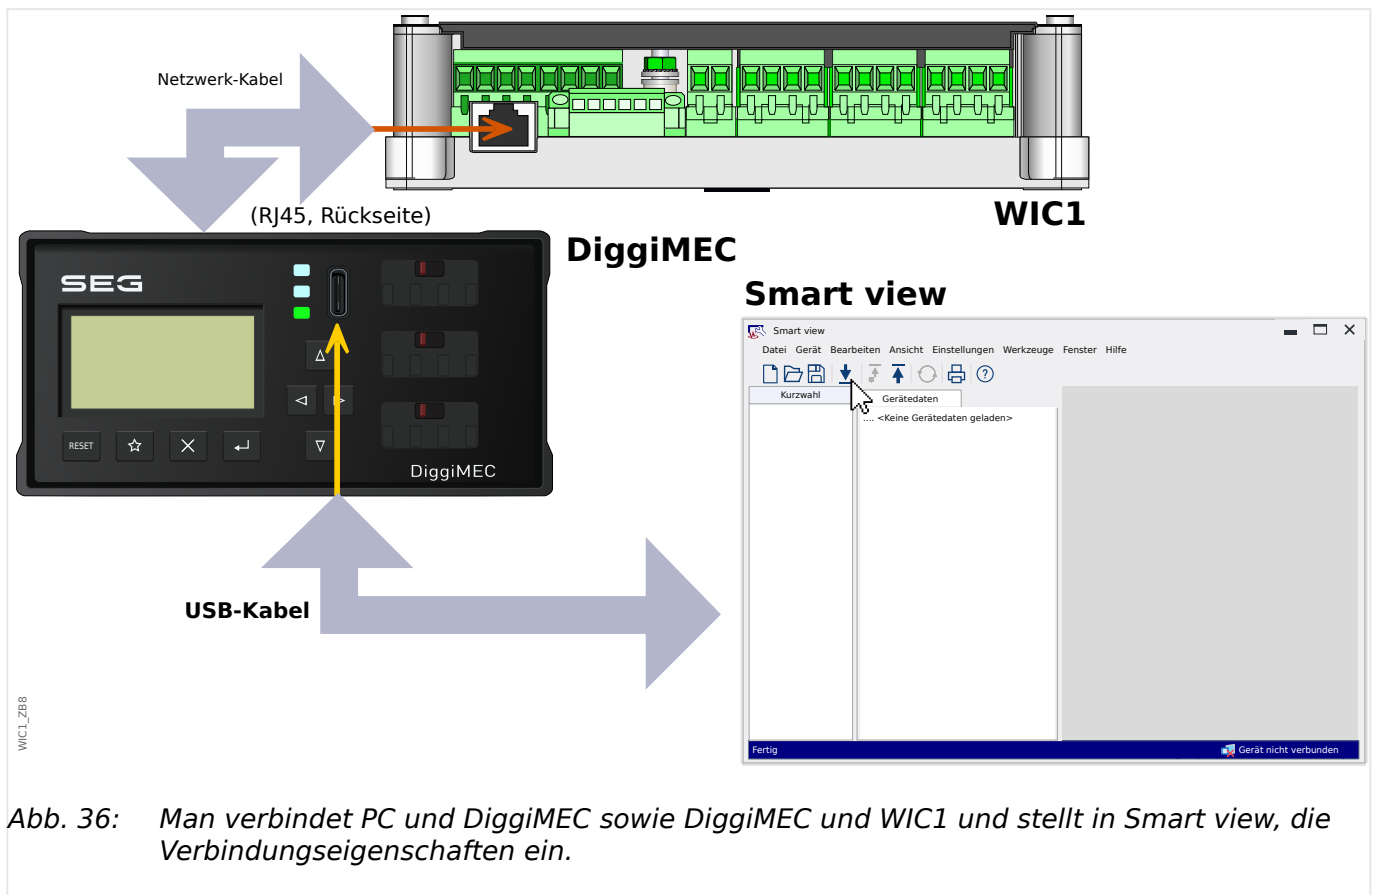 Netzwerk-Kabel
(RJ45, Rückseite)
WIC1
DiggiMEC
SEG
RESET
DiggiMEC
Smart view
Smart view
Datei Gerät Bearbeiten Ansicht Einstellungen Werkzeuge Fenster Hilfe
Kurzwahl
Gerätedaten
.... <Keine Gerätedaten geladen>
Fertig
Gerät nicht verbunden
USB-Kabel
WIC1_ZB8
Abb. 36: Man verbindet PC und DiggiMEC sowie DiggiMEC und WIC1 und stellt in Smart view, die
Verbindungseigenschaften ein.